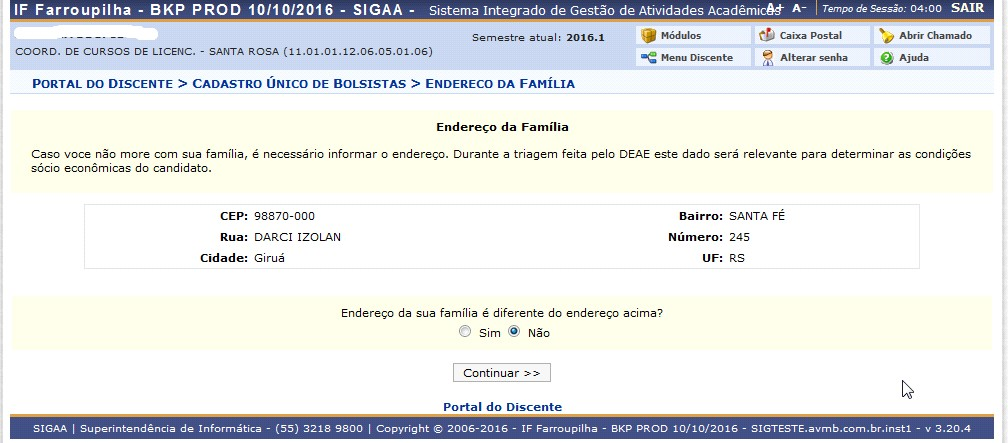 IF Farroupilha - BKP PROD 10/10/2016 - SIGAA - Sistema Integrado de Gestão de Atividades Acadêmicas A+ A- Tempo de Sessão: 04:00 SAIR
Semestre atual: 2016.1
Módulos Caixa Postal Abrir Chamado
COORD. DE CURSOS DE LICENC. - SANTA ROSA (11.01.01.12.06.05.01.06)
Menu Discente Alterar senha Ajuda
PORTAL DO DISCENTE > CADASTRO ÚNICO DE BOLSISTAS > ENDERECO DA FAMÍLIA
Endereço da Família
Caso voce não more com sua família, é necessário informar o endereço. Durante a triagem feita pelo DEAE este dado será relevante para determinar as condições
sócio econômicas do candidato.
CEP: 98870-000 Bairro: SANTA FÉ
Rua: DARCI IZOLAN Número: 245
Cidade: Giruá UF: RS
Endereço da sua família é diferente do endereço acima?
Sim Não
Continuar >>
Portal do Discente
SIGAA | Superintendência de Informática - (55) 3218 9800 | Copyright © 2006-2016 - IF Farroupilha - BKP PROD 10/10/2016 - SIGTESTE.avmb.com.br.inst1 - v 3.20.4